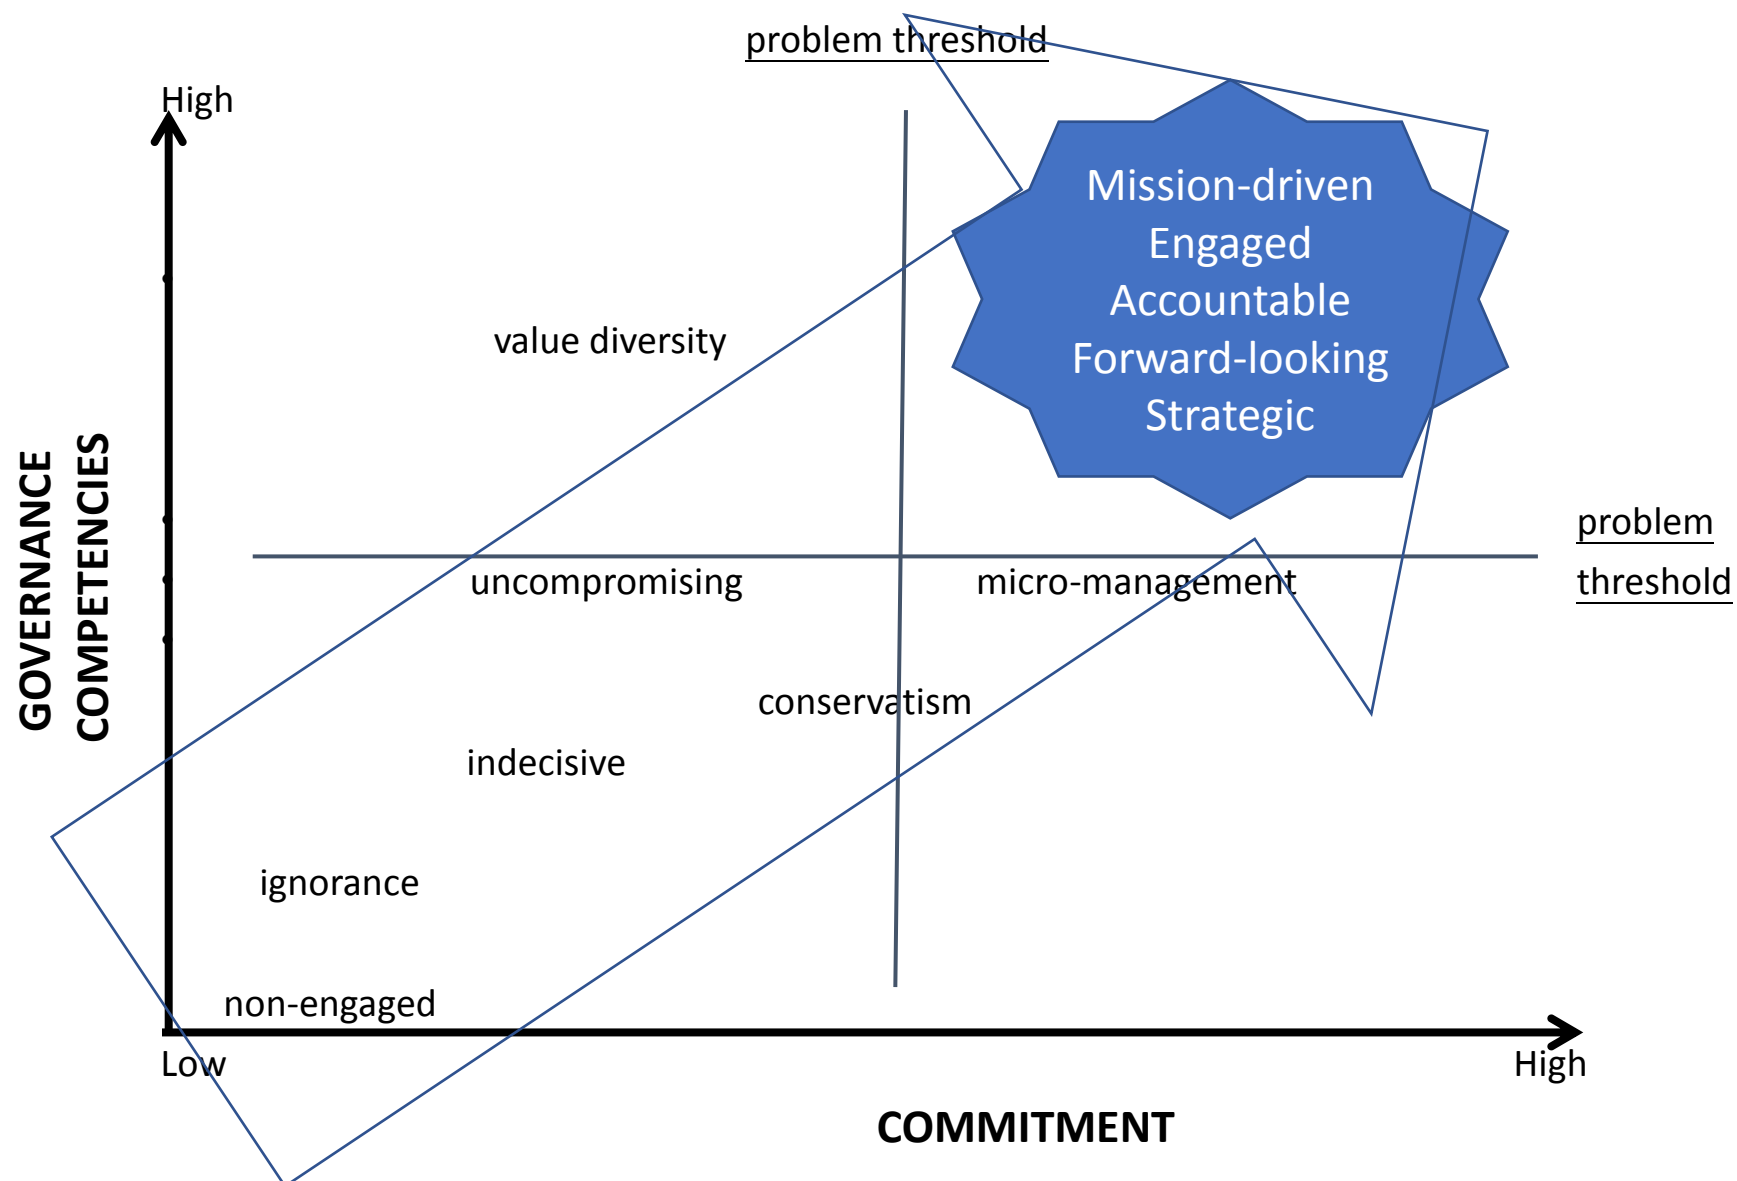 problem threshold
High
Mission-driven
Engaged
Accountable
Forward-looking
Strategic
value diversity
GOVERNANCE
COMPETENCIES
problem
threshold
uncompromising
micro-management
conservatism
indecisive
ignorance
non-engaged
Low
High
COMMITMENT